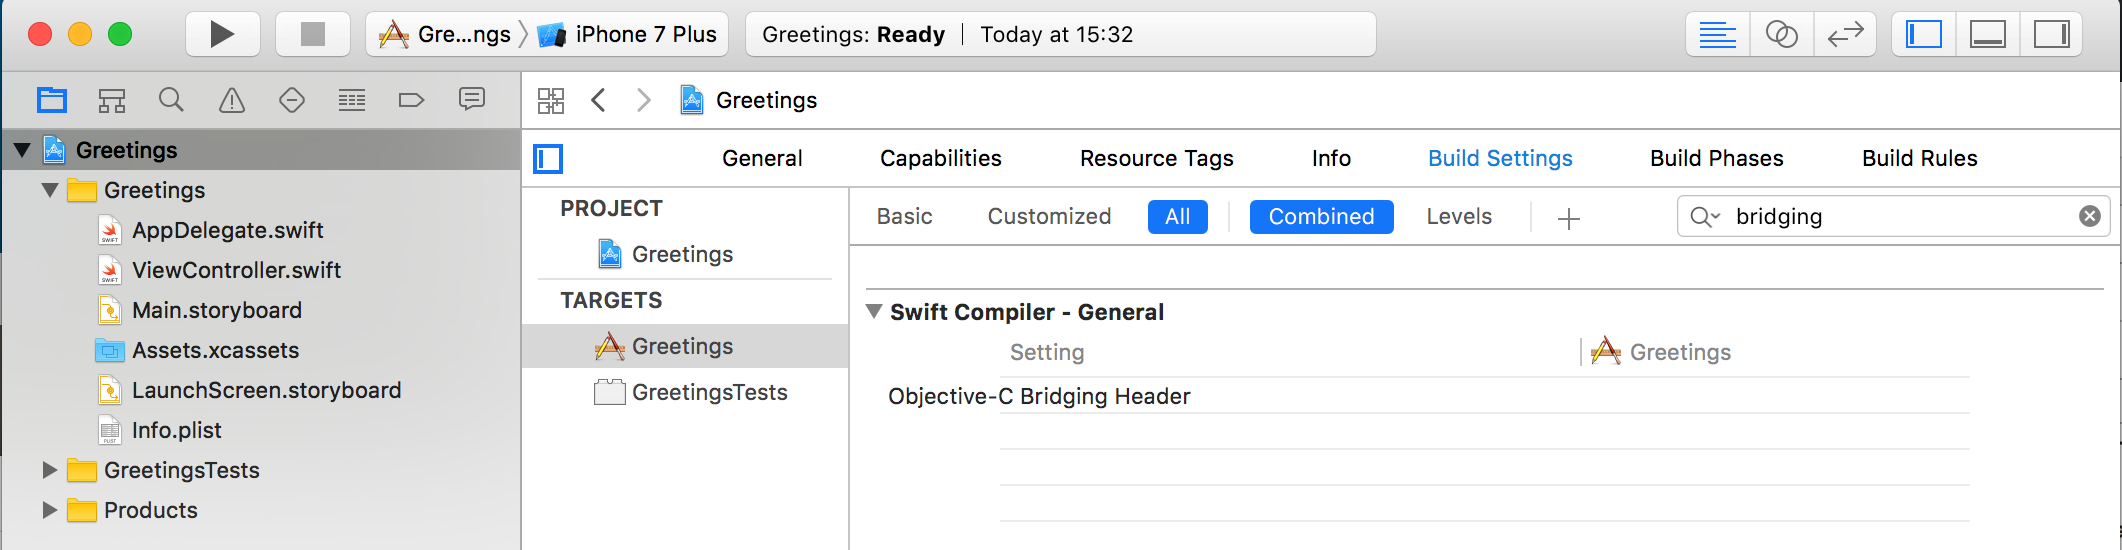 Gre...ngs iPhone 7 Plus Greetings: Ready Today at 15:32
Greetings
Greetings
Greetings
AppDelegate.swift
ViewController.swift
Main.storyboard
Assets.xcassets
LaunchScreen.storyboard
Info.plist
GreetingsTests
Products
General Capabilities Resource Tags Info Build Settings Build Phases Build Rules
PROJECT
Greetings
TARGETS
Greetings
GreetingsTests
Basic Customized All Combined Levels + bridging
Swift Compiler - General
Setting Greetings
Objective-C Bridging Header